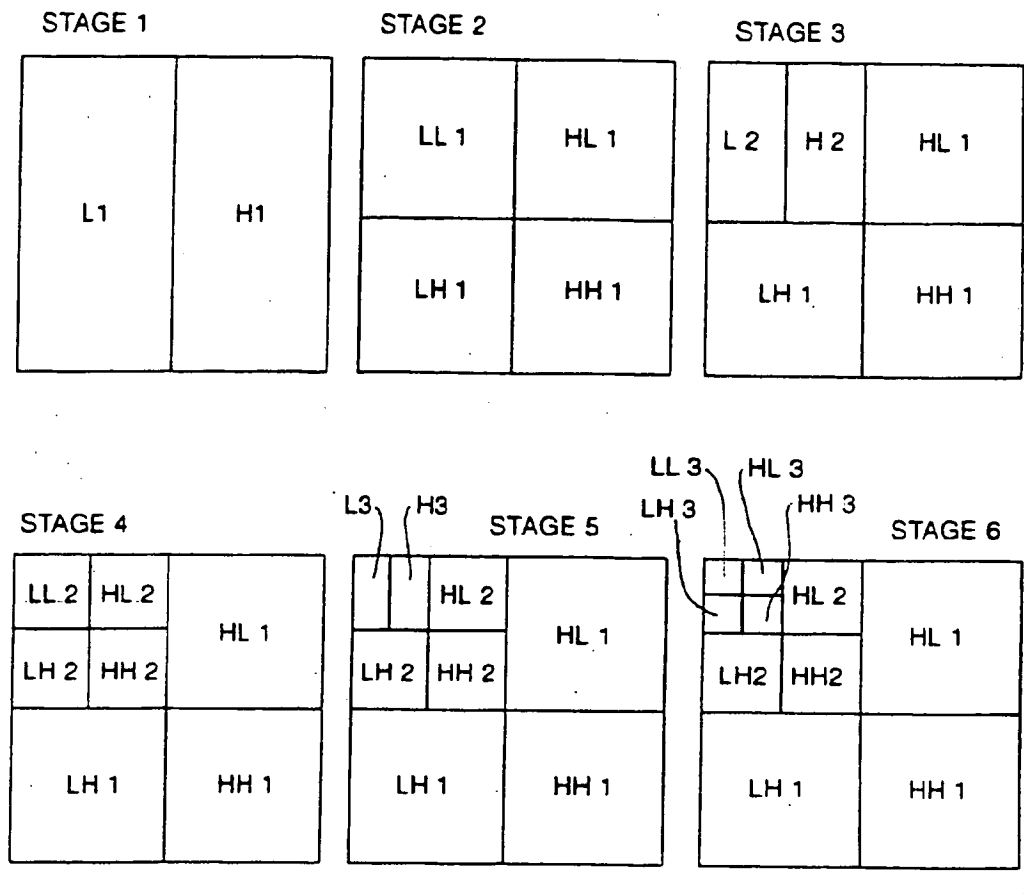 STAGE 1
L1
H1
STAGE 2
LL 1
HL 1
LH 1
HH 1
STAGE 3
L 2
H 2
HL 1
LH 1
HH 1
STAGE 4
LL 2
HL 2
HL 1
LH 2
HH 2
LH 1
HH 1
L3
H3
STAGE 5
HL 2
HL 1
LH 2
HH 2
LH 1
HH 1
LL 3
HL 3
LH 3
HH 3
STAGE 6
HL 2
HL 1
LH2
HH2
LH 1
HH 1